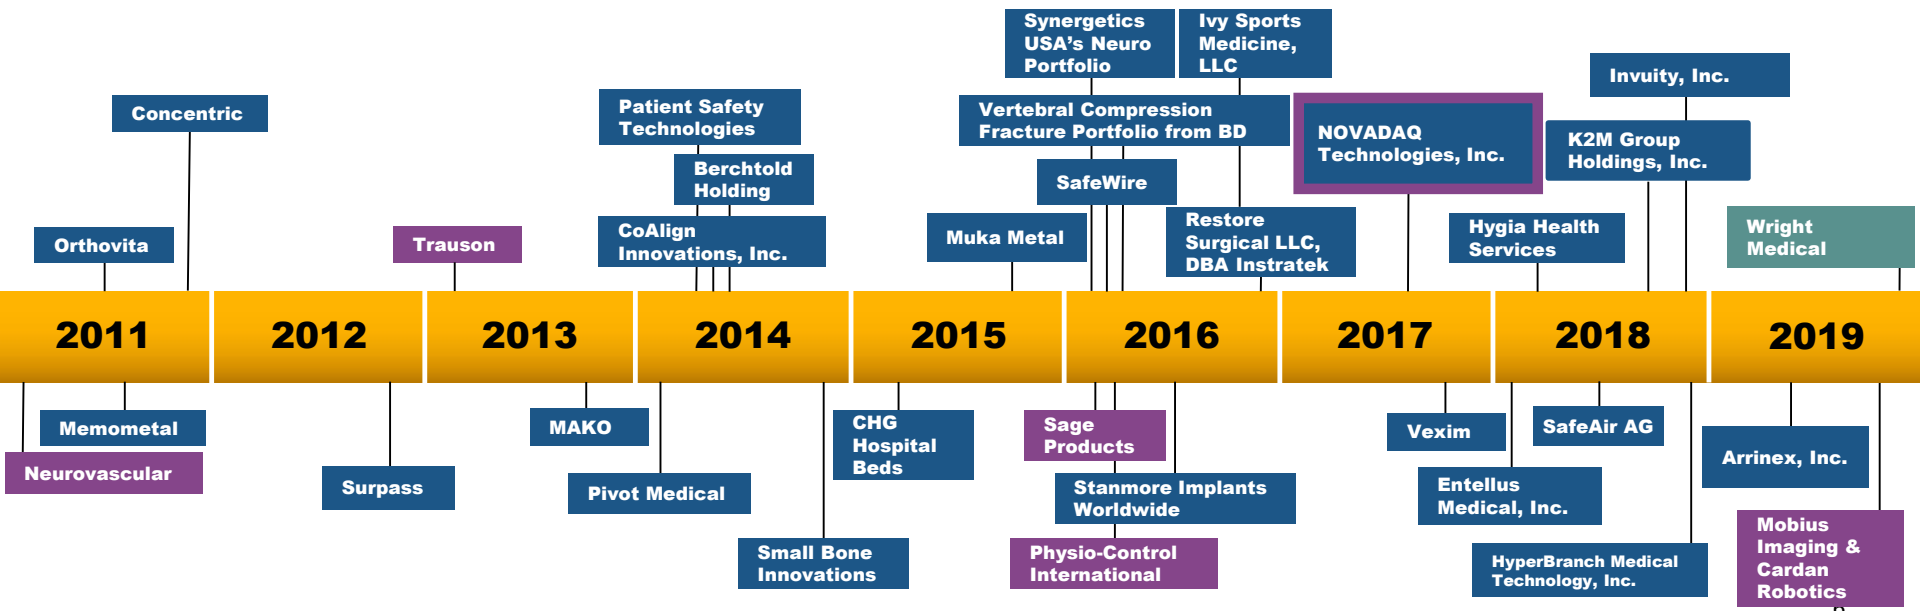 Synergetics
USA's Neuro
Portfolio
Ivy Sports
Medicine,
LLC
Invuity, Inc.
Concentric
Patient Safety
Technologies
Vertebral Compression
Fracture Portfolio from BD
NOVADAQ
Technologies, Inc.
K2M Group
Holdings, Inc.
Berchtold
Holding
SafeWire
Orthovita
Trauson
CoAlign
Innovations, Inc.
Muka Metal
Restore
Surgical LLC,
DBA Instratek
Hygia Health
Services
Wright
Medical
2011
2012
2013
2014
2015
2016
2017
2018
2019
Memometal
Neurovascular
Surpass
MAKO
Pivot Medical
Small Bone
Innovations
CHG
Hospital
Beds
Sage
Products
Stanmore Implants
Worldwide
Physio-Control
International
Vexim
Entellus
Medical, Inc.
SafeAir AG
HyperBranch Medical
Technology, Inc.
Arrinex, Inc.
Mobius
Imaging &
Cardan
Robotics